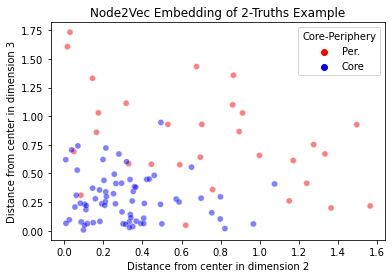 Node2Vec Embedding of 2-Truths Example
Distance from center in dimension 3
1.75
1.50
1.25
1.00
0.75
0.50
0.25
0.00
Core-Periphery
Per.
Core
0.0 0.2 0.4 0.6 0.8 1.0 1.2 1.4 1.6
Distance from center in dimension 2